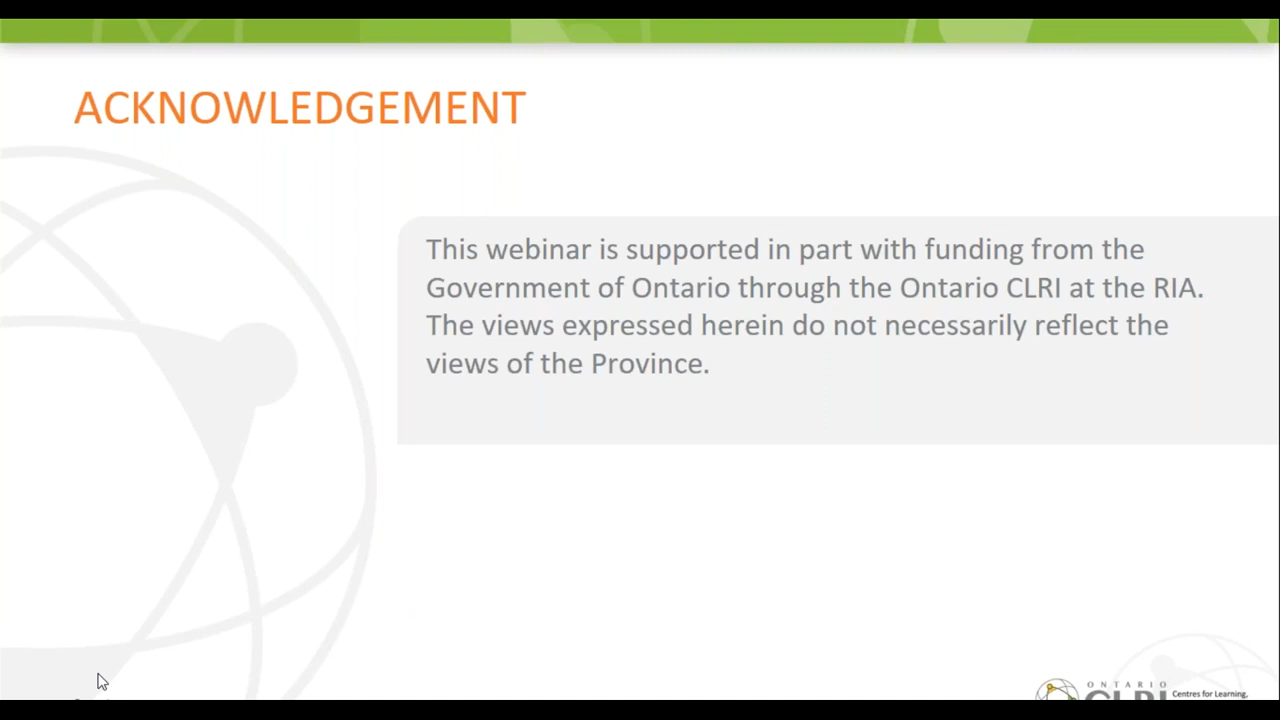 ACKNOWLEDGEMENT
This webinar is supported in part with funding from the
Government of Ontario through the Ontario CLRI at the RIA.
The views expressed herein do not necessarily reflect the
views of the Province.
ONTARIO
CLRI
Centres for Learning,